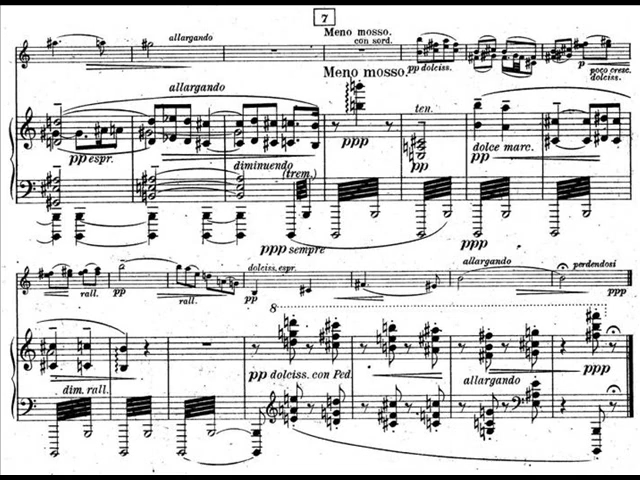 7
allargando
Meno mosso.
con sord.
pp dolciss.
p
poco cresc.
dolciss.
allargando
Meno mosso.
pp espr.
ppp
ten.
pp
dolce marc.
pp
diminuendo
(trem.)
ppp sempre
ppp
rall.
pp
rall.
pp
dolciss. espr.
allargando
perdendosi
pp
8
dim. rall.
pp dolciss. con Ped.
allargando